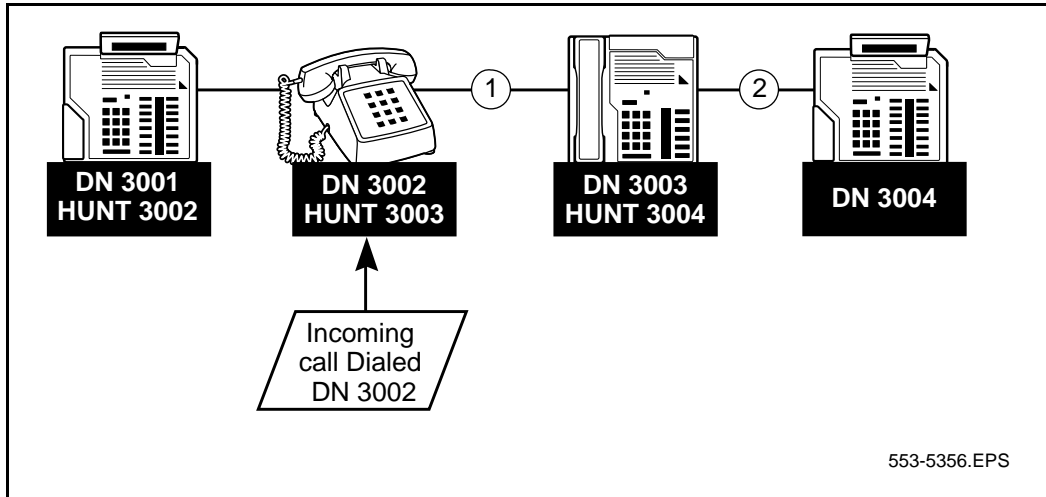 1
2
DN 3001
HUNT 3002
DN 3002
HUNT 3003
DN 3003
HUNT 3004
DN 3004
Incoming
call Dialed
DN 3002
553-5356.EPS